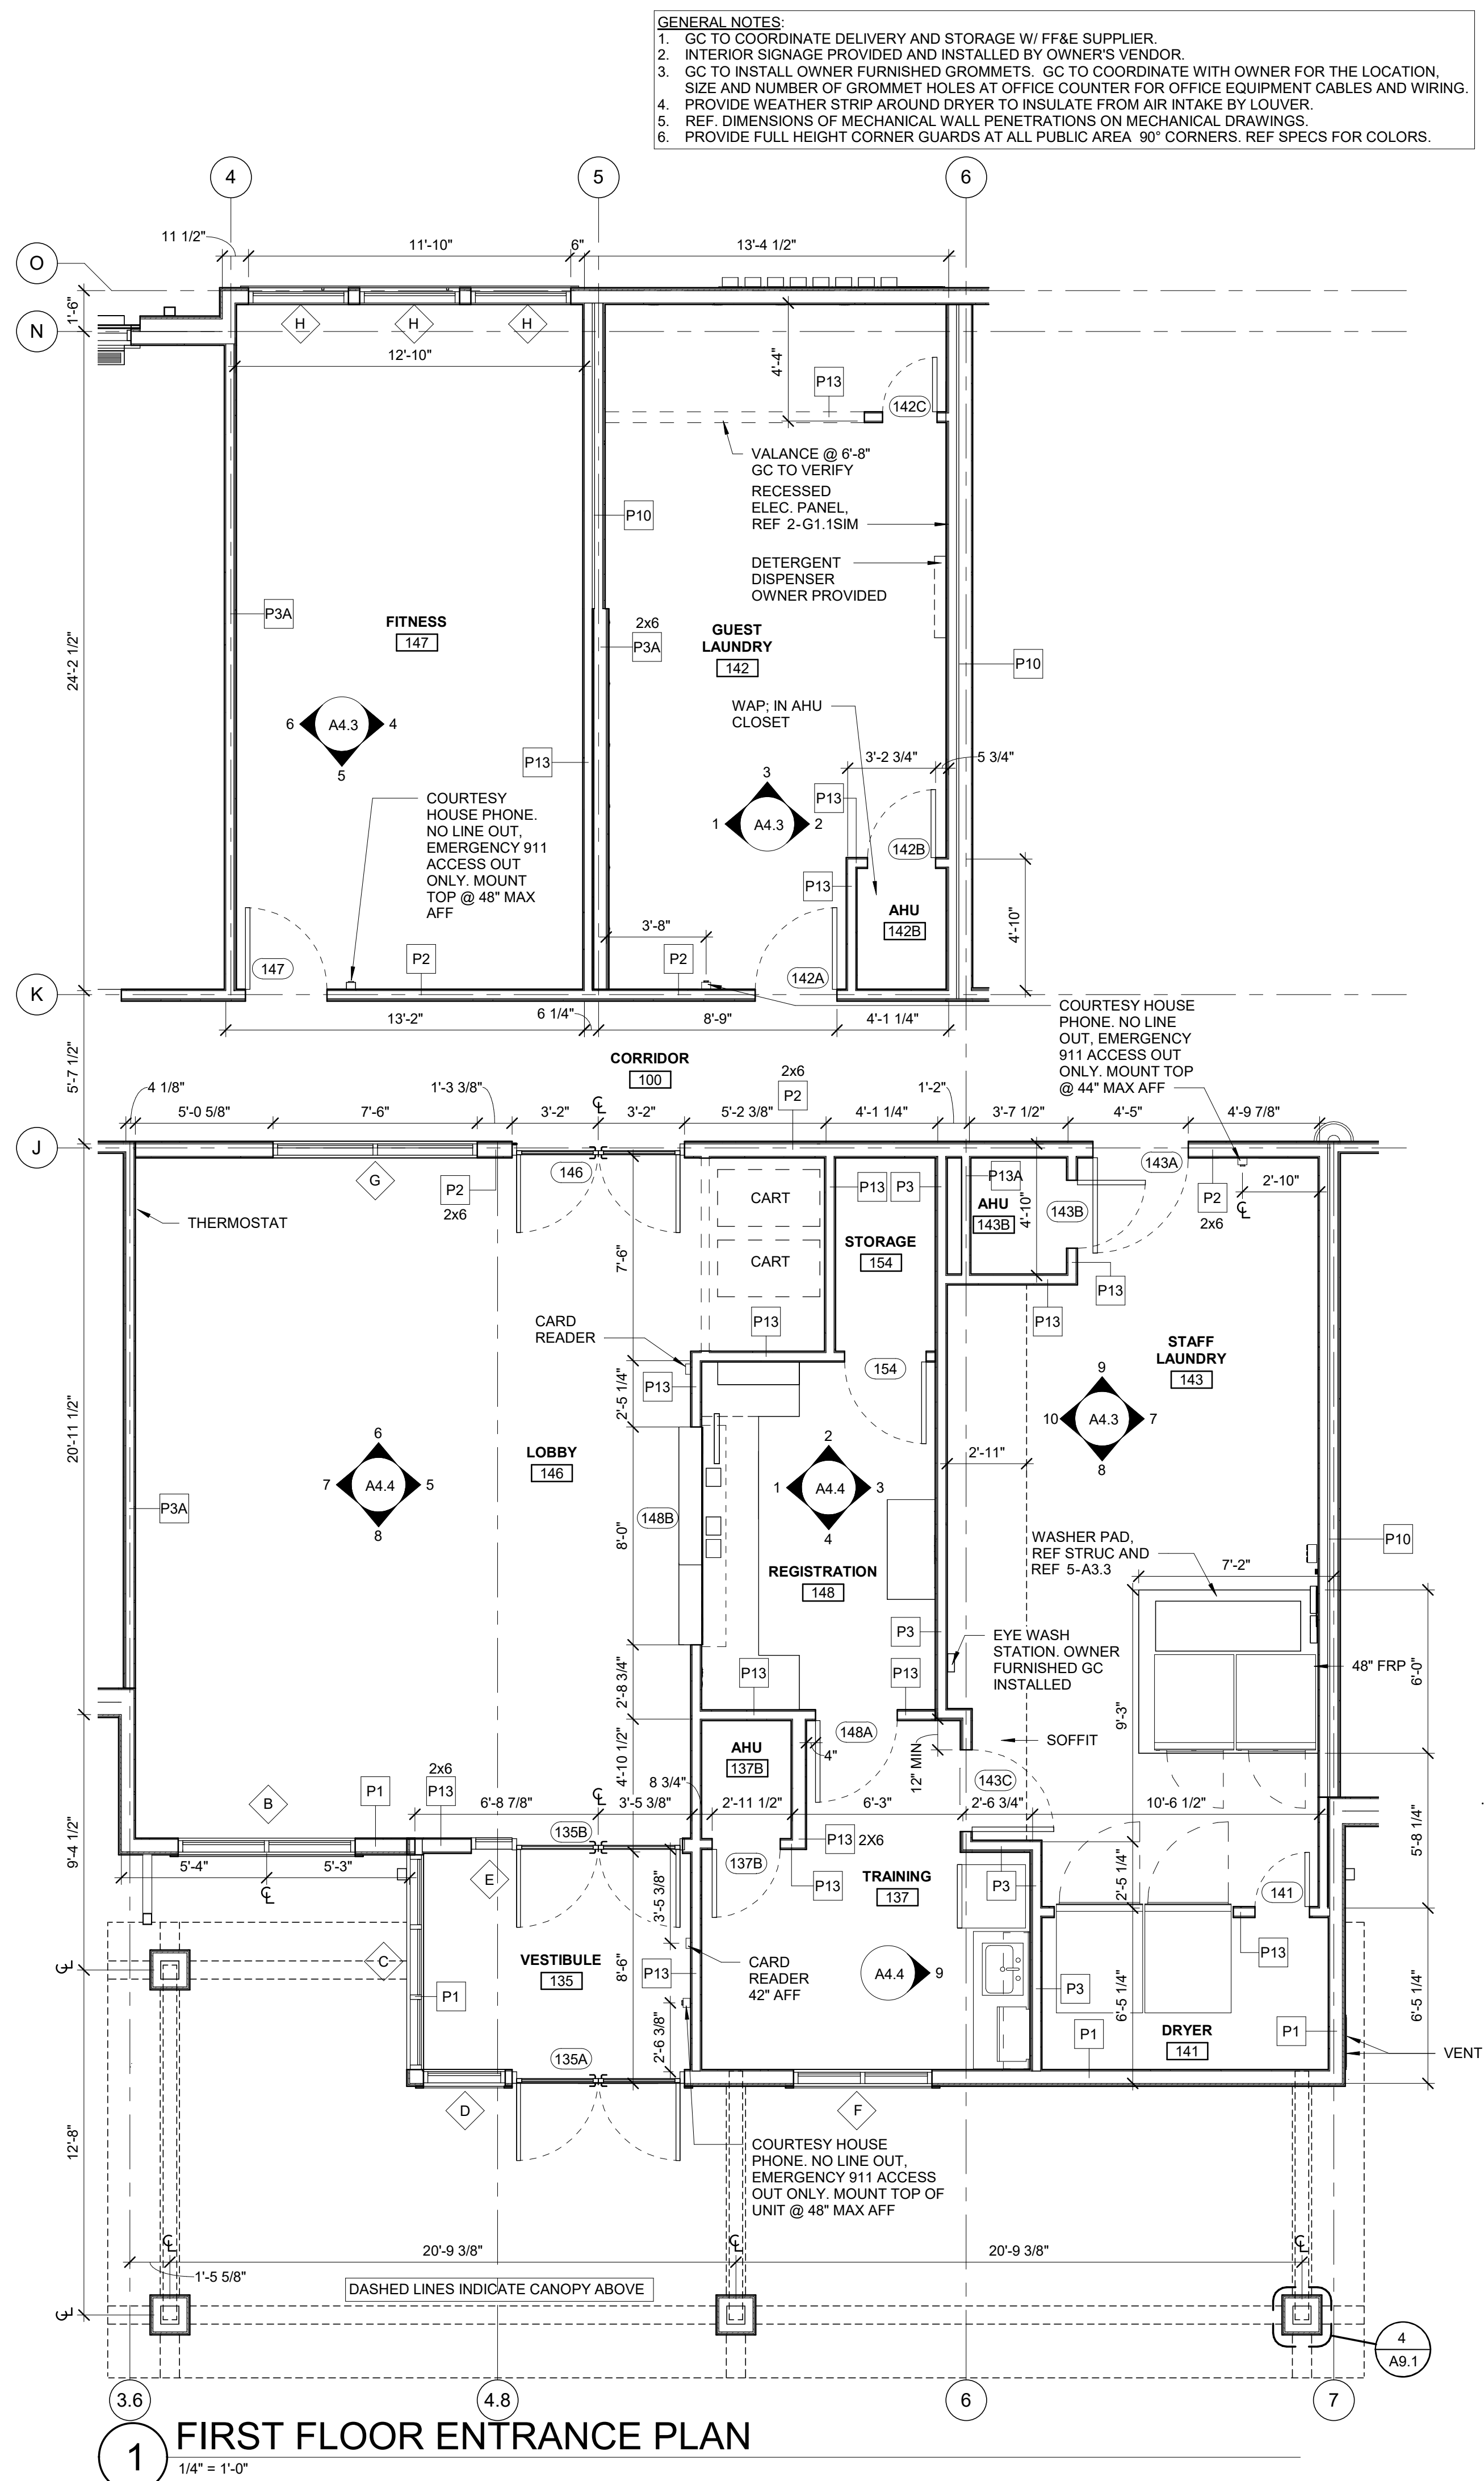 GENERAL NOTES:
1. GC TO COORDINATE DELIVERY AND STORAGE W/ FF&E SUPPLIER.
2. INTERIOR SIGNAGE PROVIDED AND INSTALLED BY OWNER'S VENDOR.
3. GC TO INSTALL OWNER FURNISHED GROMMETS. GC TO COORDINATE WITH OWNER FOR THE LOCATION,
SIZE AND NUMBER OF GROMMET HOLES AT OFFICE COUNTER FOR OFFICE EQUIPMENT CABLES AND WIRING.
4. PROVIDE WEATHER STRIP AROUND DRYER TO INSULATE FROM AIR INTAKE BY LOUVER.
5. REF. DIMENSIONS OF MECHANICAL WALL PENETRATIONS ON MECHANICAL DRAWINGS.
6. PROVIDE FULL HEIGHT CORNER GUARDS AT ALL PUBLIC AREA 90° CORNERS. REF SPECS FOR COLORS.
4 5 6
11 1/2" 11'-10" 6" 13'-4 1/2"
O
1'-6"
N
H H H
12'-10"
4'-4"
P13
142C
VALANCE @ 6'-8"
GC TO VERIFY
RECESSED
ELEC. PANEL,
REF 2-G1.1SIM
P10
DETERGENT
DISPENSER
OWNER PROVIDED
P3A
FITNESS
147
2x6
P3A
GUEST
LAUNDRY
142
P10
24'-2 1/2"
WAP; IN AHU
CLOSET
6 A4.3 4
5
P13
3'-2 3/4" 5 3/4"
3
1 A4.3 2
P13
142B
COURTESY
HOUSE PHONE.
NO LINE OUT,
EMERGENCY 911
ACCESS OUT
ONLY. MOUNT
TOP @ 48" MAX
AFF
P13
AHU
142B
4'-10"
3'-8"
147
P2
P2
142A
K
COURTESY HOUSE
PHONE. NO LINE
OUT, EMERGENCY
911 ACCESS OUT
ONLY. MOUNT TOP
@ 44" MAX AFF
13'-2" 6 1/4" 8'-9" 4'-1 1/4"
5'-7 1/2"
CORRIDOR
100
2x6
P2
4 1/8" 1'-3 3/8" CL 1'-2"
5'-0 5/8" 7'-6" 3'-2" 3'-2" 5'-2 3/8" 4'-1 1/4" 3'-7 1/2" 4'-5" 4'-9 7/8"
J
G
P2
2x6
146
CART
P13
P3
P13A
AHU
143B
4'-10"
143B
143A
P2
2x6
2'-10"
CL
THERMOSTAT
7'-6"
CART
STORAGE
154
P13
P13
P13
CARD
READER
P13
2'-5 1/4"
154
STAFF
LAUNDRY
143
9
10 A4.3 7
8
20'-11 1/2"
LOBBY
146
6
7 A4.4 5
8
2
1 A4.4 3
4
2'-11"
P3A
148B
8'-0"
REGISTRATION
148
WASHER PAD,
REF STRUC AND
REF 5-A3.3
7'-2"
P10
P3
EYE WASH
STATION. OWNER
FURNISHED GC
INSTALLED
48" FRP
6'-0"
2'-8 3/4"
P13
P13
9'-3"
148A
4"
12" MIN
SOFFIT
AHU
137B
4'-10 1/2"
8 3/4"
143C
B
P1
2x6
P13
6'-8 7/8" CL 3'-5 3/8" 2'-11 1/2" 6'-3" 2'-6 3/4" 10'-6 1/2"
9'-4 1/2"
135B
P13 2X6
5'-8 1/4"
5'-4" 5'-3"
CL
E
137B
P13
TRAINING
137
P3
2'-5 1/4"
141
3'-5 3/8"
CL
C
VESTIBULE
135
8'-6"
P13
CARD
READER
42" AFF
A4.4 9
P13
P1
P3
6'-5 1/4"
6'-5 1/4"
2'-6 3/8"
135A
P1
DRYER
141
P1
VENT
D
F
12'-8"
COURTESY HOUSE
PHONE. NO LINE OUT,
EMERGENCY 911 ACCESS
OUT ONLY. MOUNT TOP OF
UNIT @ 48" MAX AFF
CL CL CL
20'-9 3/8" 20'-9 3/8"
1'-5 5/8"
DASHED LINES INDICATE CANOPY ABOVE
CL
4
A9.1
3.6 4.8 6 7
1 FIRST FLOOR ENTRANCE PLAN
1/4" = 1'-0"